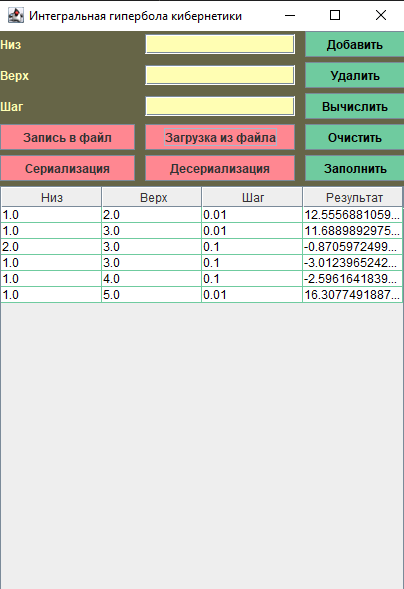 Интегральная гипербола кибернетики
Низ Добавить
Верх Удалить
Шаг Вычислить
Запись в файл Загрузка из файла Очистить
Сериализация Десериализация Заполнить
Низ Верх Шаг Результат
1.0 2.0 0.01 12.5556881059...
1.0 3.0 0.01 11.6889892975...
2.0 3.0 0.1 -0.8705972499...
1.0 3.0 0.1 -3.0123965242...
1.0 4.0 0.1 -2.5961641839...
1.0 5.0 0.01 16.3077491887...